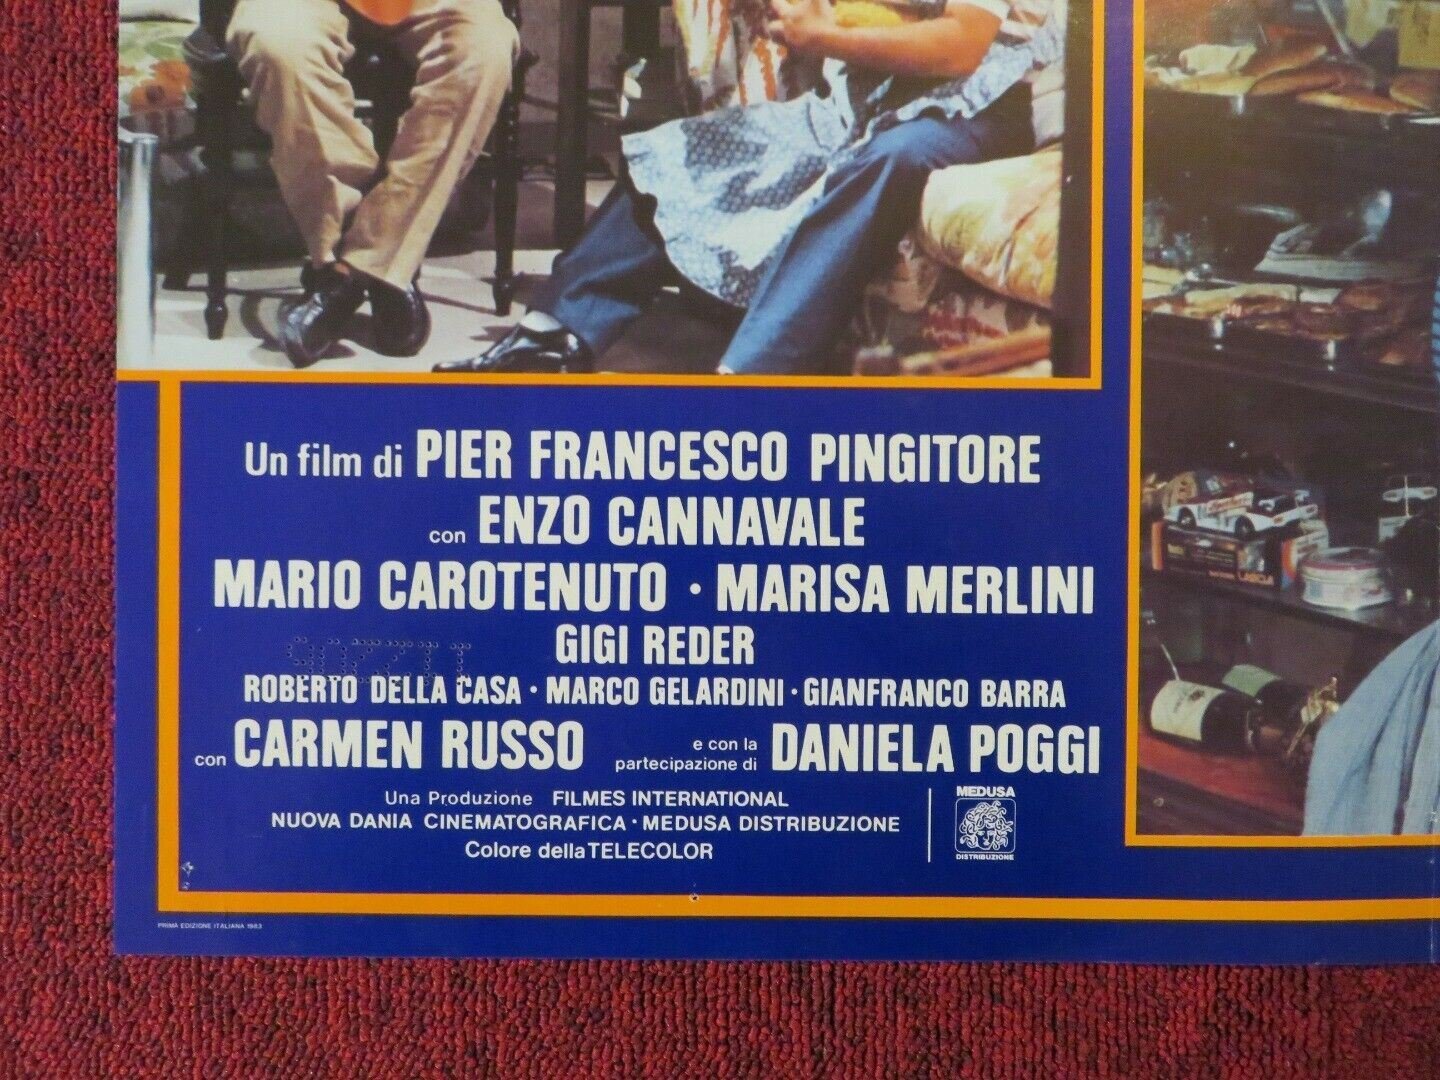 Un film di PIER FRANCESCO PINGITORE
con ENZO CANNAVALE
MARIO CAROTENUTO • MARISA MERLINI
GIGI REDER
ROBERTO DELLA CASA • MARCO GELARDINI • GIANFRANCO BARRA
con CARMEN RUSSO e con la partecipazione di DANIELA POGGI
Una Produzione FILMES INTERNATIONAL
NUOVA DANIA CINEMATOGRAFICA • MEDUSA DISTRIBUZIONE
Colore della TELECOLOR
MEDUSA
DISTRIBUZIONE
PRIMA EDIZIONE ITALIANA 1983